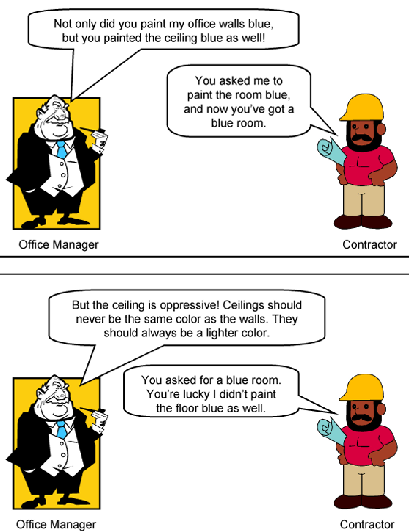 Not only did you paint my office walls blue,
but you painted the ceiling blue as well!
You asked me to
paint the room blue,
and now you've got a
blue room.
Office Manager
Contractor
But the ceiling is oppressive! Ceilings should
never be the same color as the walls. They
should always be a lighter color.
You asked for a blue room.
You're lucky I didn't paint
the floor blue as well.
Office Manager
Contractor